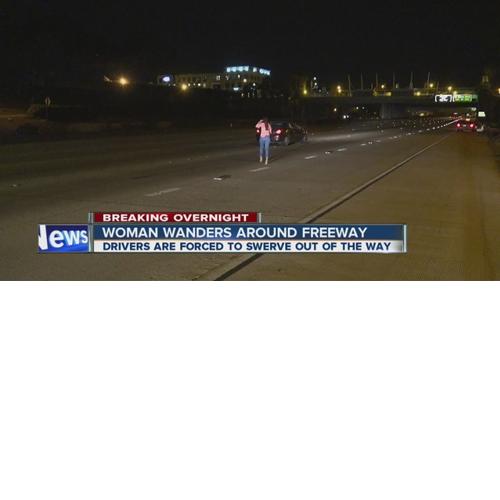 BREAKING OVERNIGHT
News
WOMAN WANDERS AROUND FREEWAY
DRIVERS ARE FORCED TO SWERVE OUT OF THE WAY